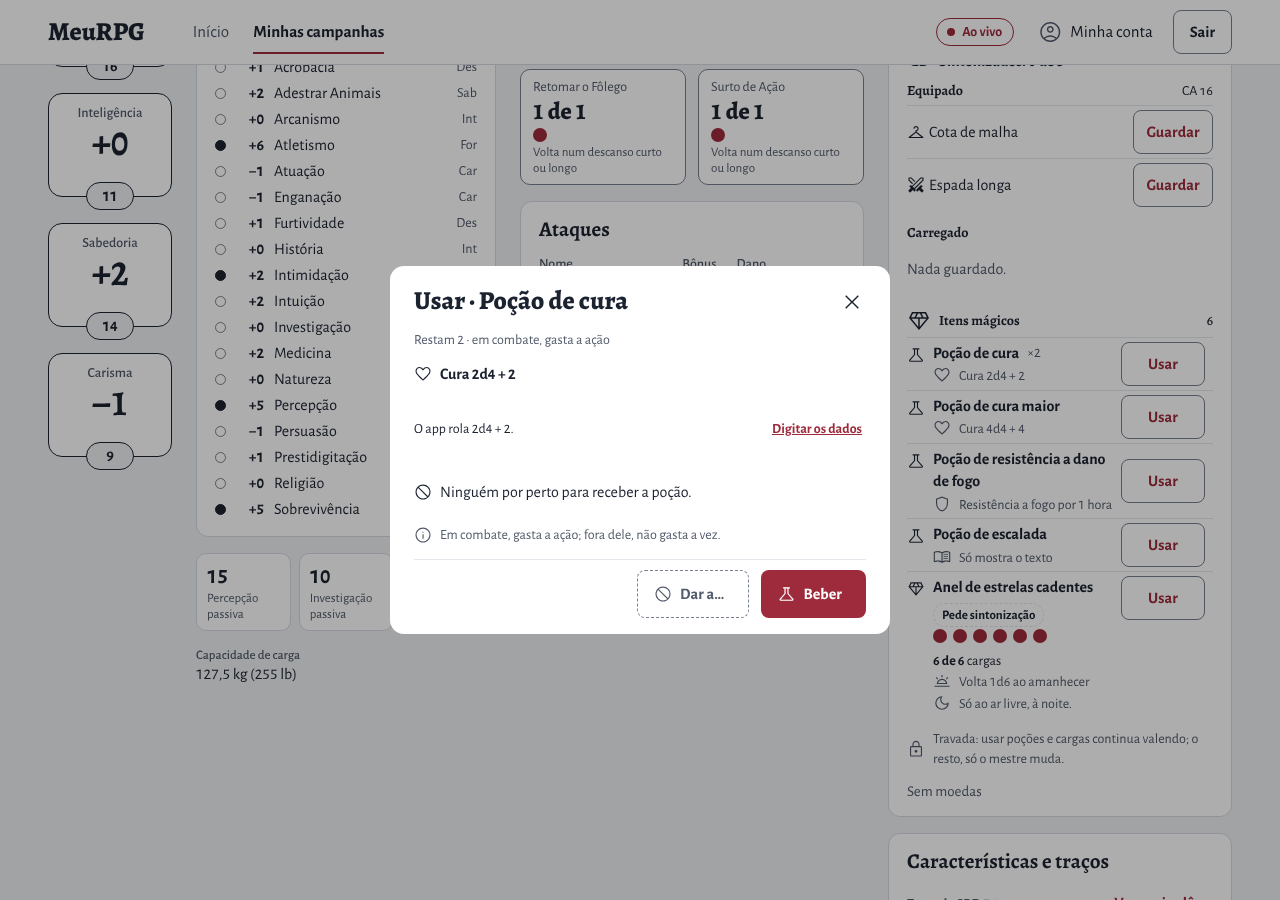 MeuRPG
Início
Minhas campanhas
Ao vivo
Minha conta
Sair
16
Inteligência
+0
11
Sabedoria
+2
14
Carisma
−1
9
+1 Acrobacia Des
+2 Adestrar Animais Sab
+0 Arcanismo Int
+6 Atletismo For
−1 Atuação Car
−1 Enganação Car
+1 Furtividade Des
+0 História Int
+2 Intimidação
+2 Intuição
+0 Investigação
+2 Medicina
+0 Natureza
+5 Percepção
−1 Persuasão
+1 Prestidigitação
+0 Religião
+5 Sobrevivência
15
Percepção
passiva
10
Investigação
passiva
Capacidade de carga
127,5 kg (255 lb)
Retomar o Fôlego
1 de 1
Volta num descanso curto
ou longo
Surto de Ação
1 de 1
Volta num descanso curto
ou longo
Ataques
Nome Bônus Dano
Usar · Poção de cura
Restam 2 · em combate, gasta a ação
Cura 2d4 + 2
O app rola 2d4 + 2.
Digitar os dados
Ninguém por perto para receber a poção.
Em combate, gasta a ação; fora dele, não gasta a vez.
Dar a…
Beber
Equipado CA 16
Cota de malha Guardar
Espada longa Guardar
Carregado
Nada guardado.
Itens mágicos 6
Poção de cura ×2
Cura 2d4 + 2
Usar
Poção de cura maior
Cura 4d4 + 4
Usar
Poção de resistência a dano
de fogo
Resistência a fogo por 1 hora
Usar
Poção de escalada
Só mostra o texto
Usar
Anel de estrelas cadentes
Usar
Pede sintonização
6 de 6 cargas
Volta 1d6 ao amanhecer
Só ao ar livre, à noite.
Travada: usar poções e cargas continua valendo; o
resto, só o mestre muda.
Sem moedas
Características e traços